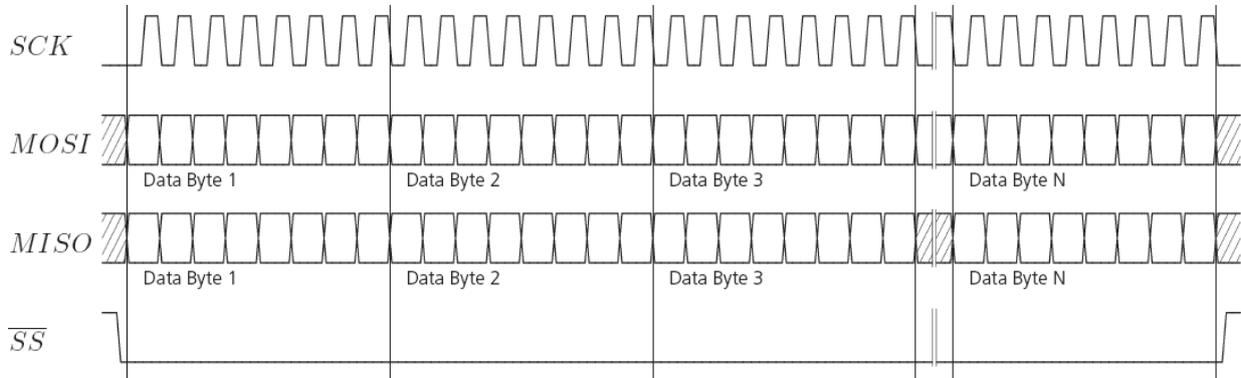 SCK
MOSI
Data Byte 1 Data Byte 2 Data Byte 3 Data Byte N
MISO
Data Byte 1 Data Byte 2 Data Byte 3 Data Byte N
SS